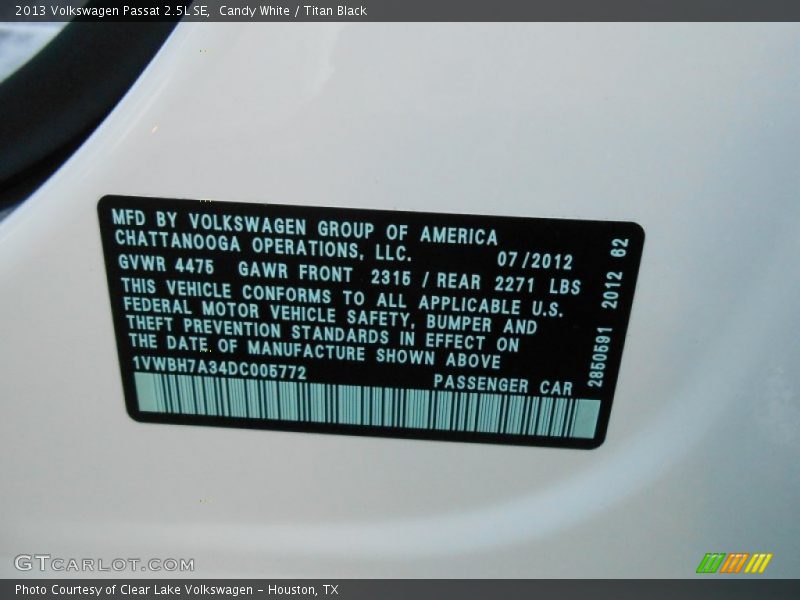 2013 Volkswagen Passat 2.5L SE, Candy White / Titan Black
MFD BY VOLKSWAGEN GROUP OF AMERICA
CHATTANOOGA OPERATIONS, LLC. 07/2012
GVWR 4475 GAWR FRONT 2315 / REAR 2271 LBS
THIS VEHICLE CONFORMS TO ALL APPLICABLE U.S.
FEDERAL MOTOR VEHICLE SAFETY, BUMPER AND
THEFT PREVENTION STANDARDS IN EFFECT ON
THE DATE OF MANUFACTURE SHOWN ABOVE
1VWBH7A34DC005772 PASSENGER CAR
2850591 2012 62
GTCARLOT.COM
Photo Courtesy of Clear Lake Volkswagen – Houston, TX